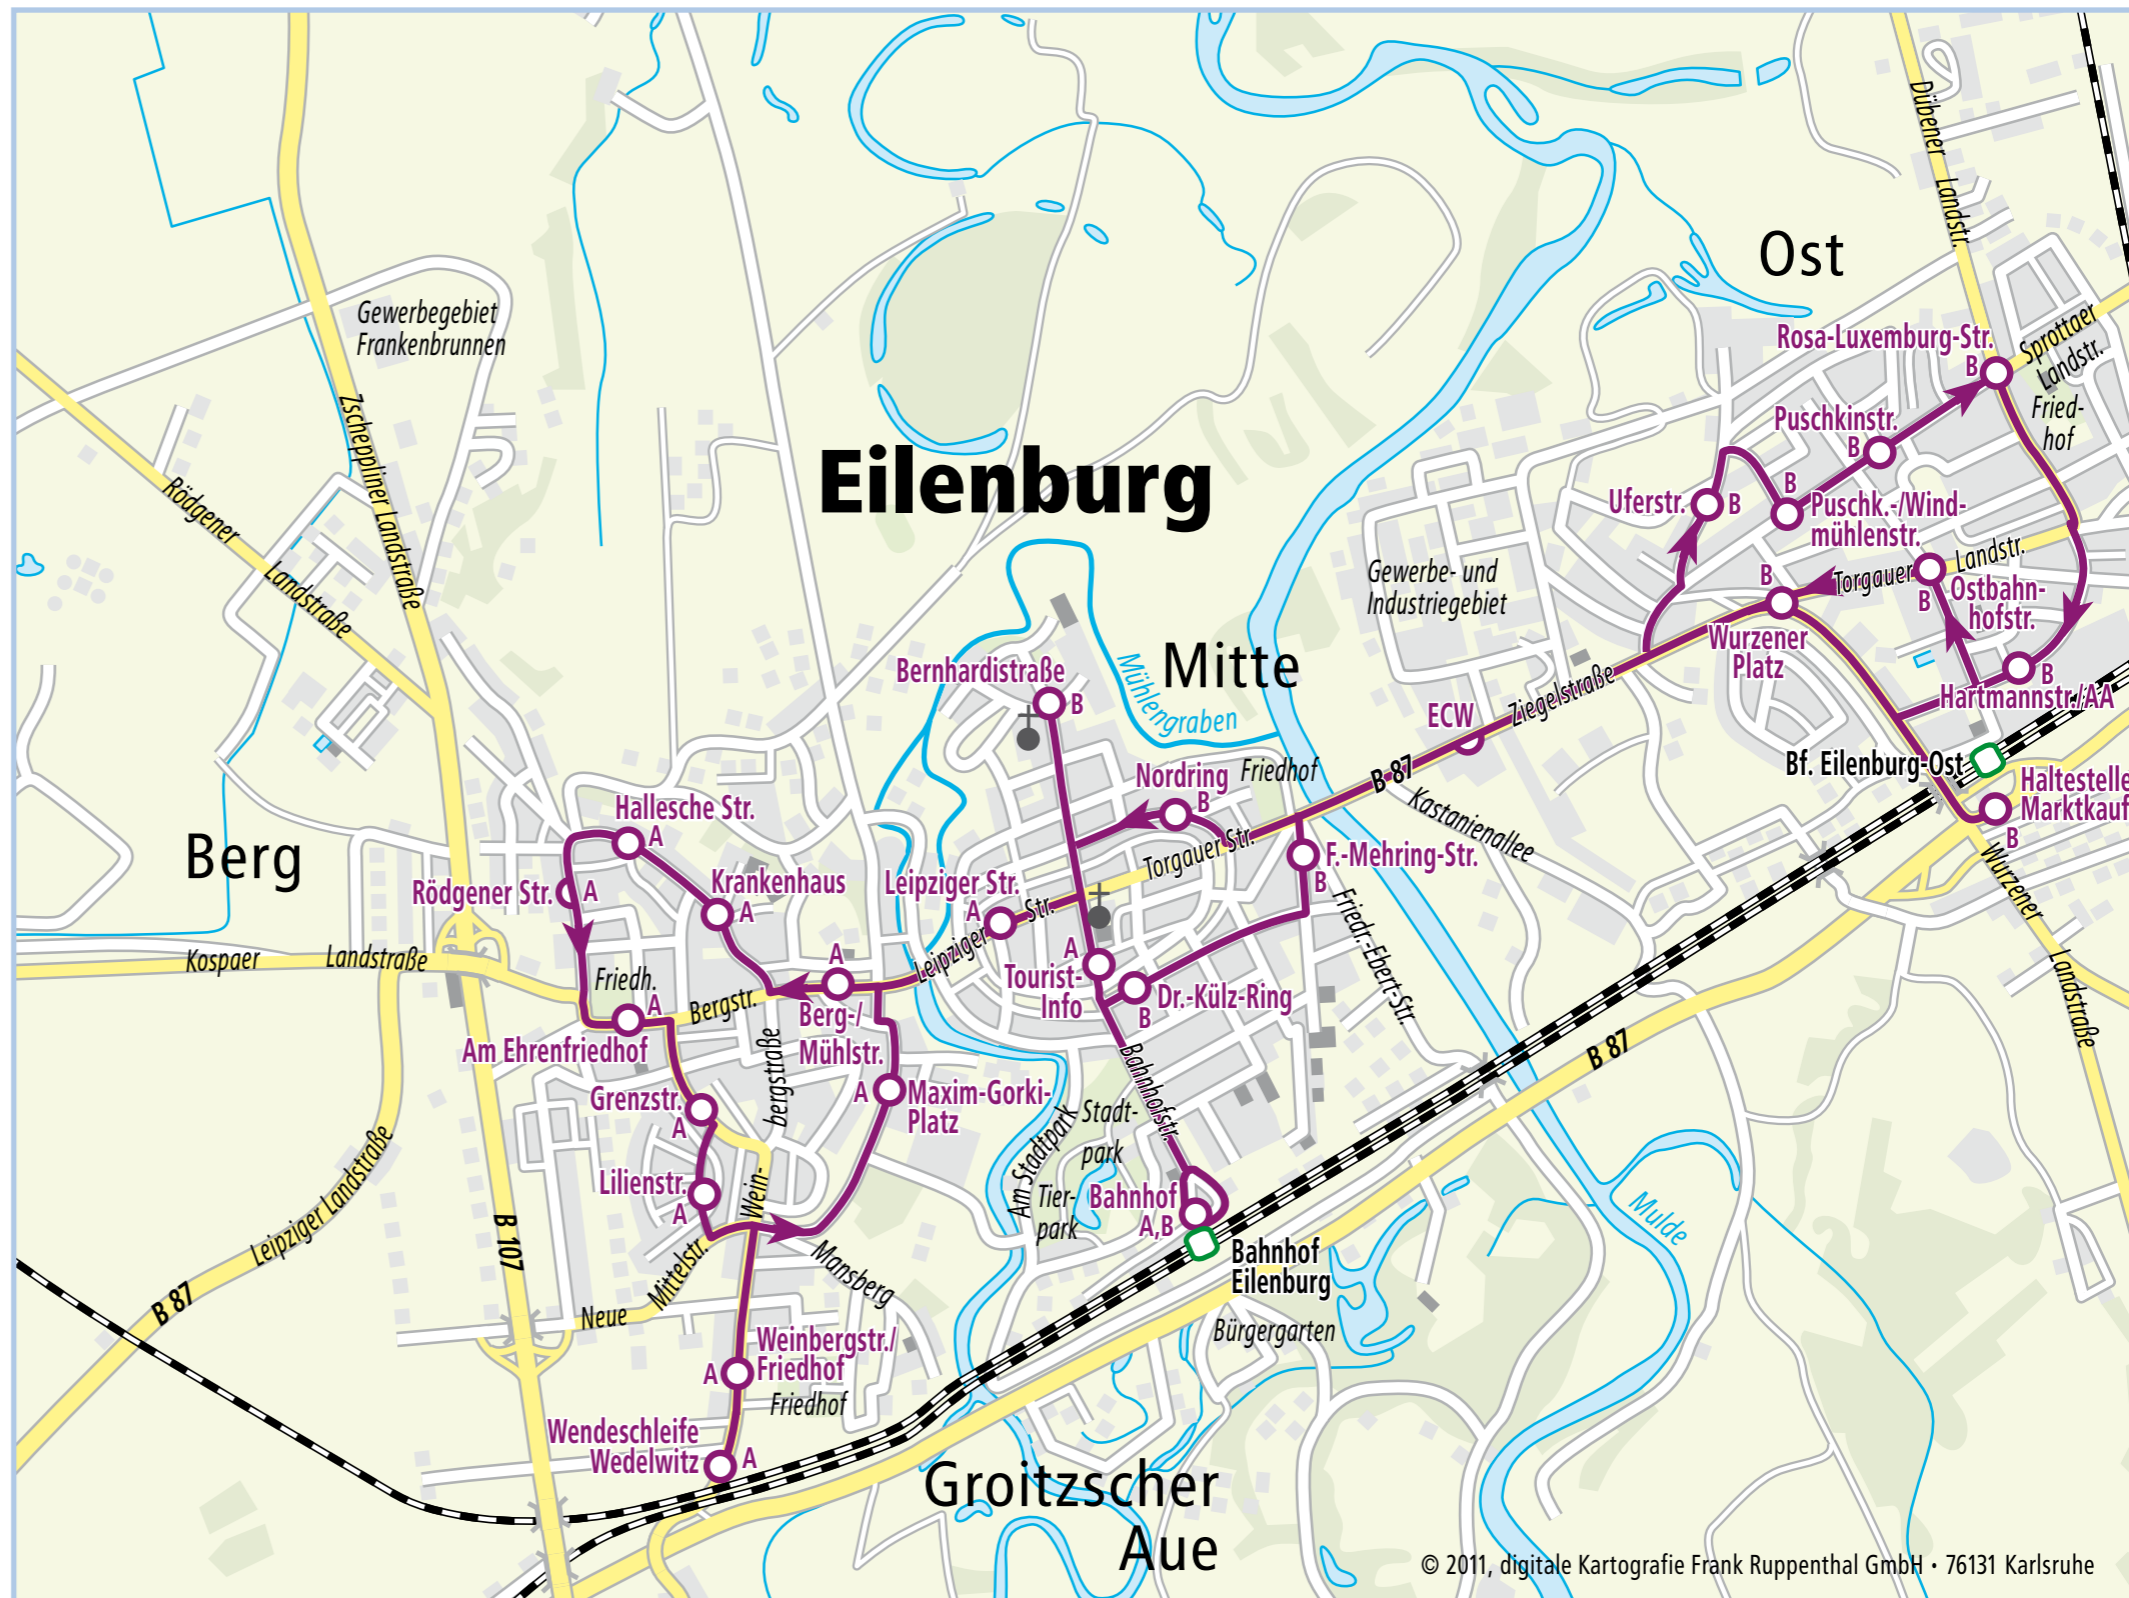 Eilenburg
Ost
Mitte
Berg
Groitzscher
Aue
Gewerbegebiet
Frankenbrunnen
Zscheppliner Landstraße
Rödgener
Landstraße
Kospaer
Landstraße
Leipziger Landstraße
B 87
B 107
Neue
Mittelstr.
Mansberg
Wein-
bergstraße
Bergstr.
Friedh.
Hallesche Str.
A
Rödgener Str.
A
Krankenhaus
A
Am Ehrenfriedhof
A
Grenzstr.
A
Lilienstr.
A
Berg-/
Mühlstr.
A
Maxim-Gorki-
Platz
A
Weinbergstr./
Friedhof
A
Friedhof
Wendeschleife
Wedelwitz
A
Leipziger Str.
A
Leipziger
Str.
Bernhardistraße
B
Mühlengraben
Nordring
B
Friedhof
Torgauer Str.
F.-Mehring-Str.
B
Friedr.-Ebert-Str.
Tourist-
Info
A
Dr.-Külz-Ring
B
Bahnhofstr.
Am Stadtpark
Stadt-
park
Tier-
park
Bahnhof
A,B
Bahnhof
Eilenburg
Bürgergarten
Mulde
B 87
Gewerbe- und
Industriegebiet
ECW
Ziegelstraße
B 87
Kastanienallee
Dübener
Landstr.
Rosa-Luxemburg-Str.
B
Sprottaer
Landstr.
Fried-
hof
Puschkinstr.
B
B
Puschk.-/Wind-
mühlenstr.
Uferstr.
B
Wurzener
Platz
B
Torgauer
Landstr.
Ostbahn-
hofstr.
B
Hartmannstr./AA
B
Bf. Eilenburg-Ost
Haltestelle
Marktkauf
B
Wurzener
Landstraße
© 2011, digitale Kartografie Frank Ruppenthal GmbH • 76131 Karlsruhe